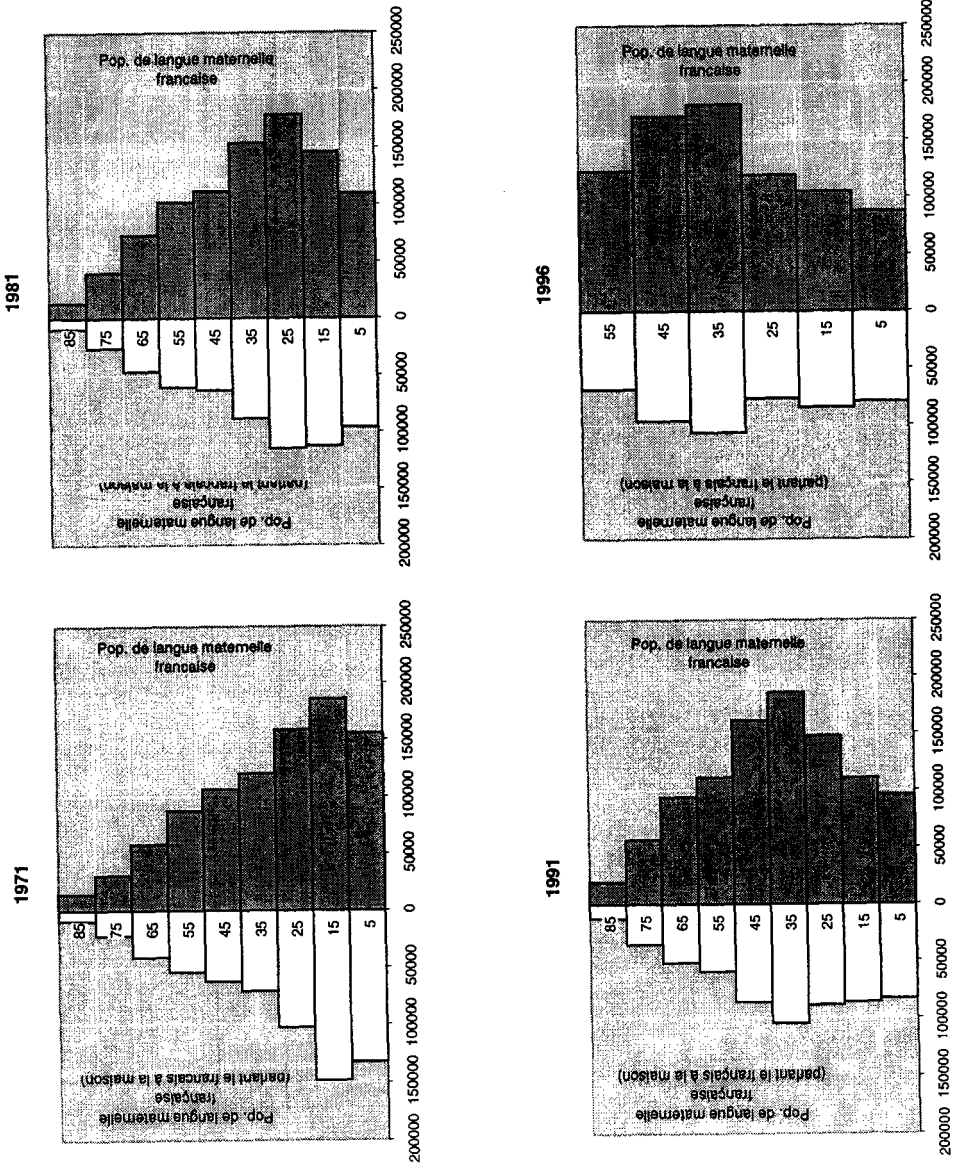 1971
Pop. de langue maternelle
francaise
Pop. de langue maternelle
française
(parlant le francais à la maison)
85
75
65
55
45
35
25
15
5
200000 150000 100000 50000 0 50000 100000 150000 200000 250000
1981
Pop. de langue maternelle
francaise
Pop. de langue maternelle
française
(parlant le francais à la maison)
85
75
65
55
45
35
25
15
5
200000 150000 100000 50000 0 50000 100000 150000 200000 250000
1991
Pop. de langue maternelle
francaise
Pop. de langue maternelle
française
(parlant le français à la maison)
85
75
65
55
45
35
25
15
5
200000 150000 100000 50000 0 50000 100000 150000 200000 250000
1996
Pop. de langue maternelle
francaise
Pop. de langue maternelle
française
(parlant le français à la maison)
55
45
35
25
15
5
200000 150000 100000 50000 0 50000 100000 150000 200000 250000